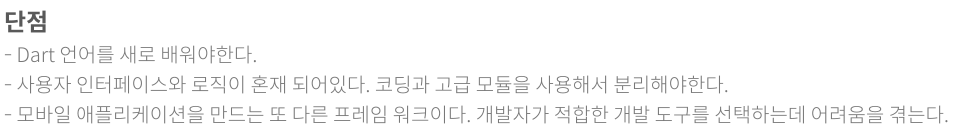 단점
- Dart 언어를 새로 배워야한다.
- 사용자 인터페이스와 로직이 혼재 되어있다. 코딩과 고급 모듈을 사용해서 분리해야한다.
- 모바일 애플리케이션을 만드는 또 다른 프레임 워크이다. 개발자가 적합한 개발 도구를 선택하는데 어려움을 겪는다.